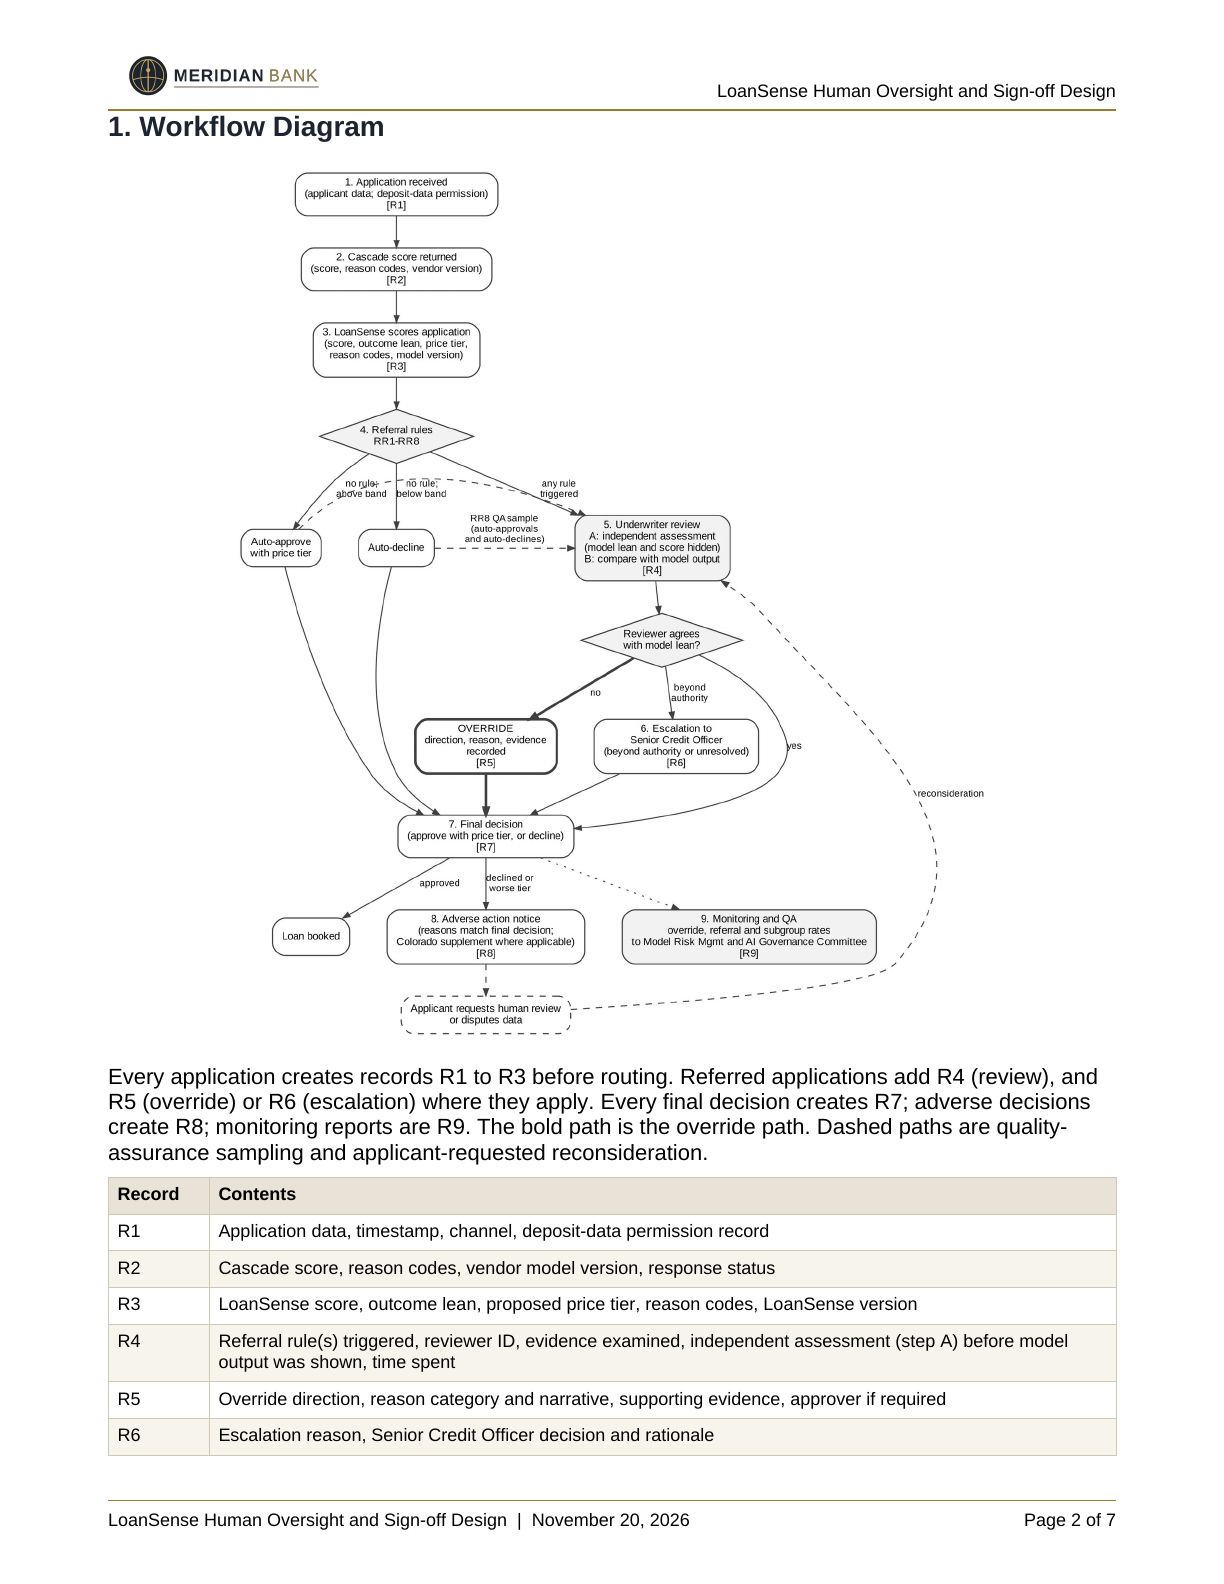 MERIDIAN BANK
LoanSense Human Oversight and Sign-off Design
1. Workflow Diagram
1. Application received
(applicant data; deposit-data permission)
[R1]
2. Cascade score returned
(score, reason codes, vendor version)
[R2]
3. LoanSense scores application
(score, outcome lean, price tier,
reason codes, model version)
[R3]
4. Referral rules
RR1-RR8
no rule;
above band
no rule;
below band
any rule
triggered
Auto-approve
with price tier
Auto-decline
RR8 QA sample
(auto-approvals
and auto-declines)
5. Underwriter review
A: independent assessment
(model lean and score hidden)
B: compare with model output
[R4]
Reviewer agrees
with model lean?
no
beyond
authority
yes
OVERRIDE
direction, reason, evidence
recorded
[R5]
6. Escalation to
Senior Credit Officer
(beyond authority or unresolved)
[R6]
reconsideration
7. Final decision
(approve with price tier, or decline)
[R7]
approved
declined or
worse tier
Loan booked
8. Adverse action notice
(reasons match final decision;
Colorado supplement where applicable)
[R8]
9. Monitoring and QA
override, referral and subgroup rates
to Model Risk Mgmt and AI Governance Committee
[R9]
Applicant requests human review
or disputes data
Every application creates records R1 to R3 before routing. Referred applications add R4 (review), and
R5 (override) or R6 (escalation) where they apply. Every final decision creates R7; adverse decisions
create R8; monitoring reports are R9. The bold path is the override path. Dashed paths are quality-
assurance sampling and applicant-requested reconsideration.
Record Contents
R1 Application data, timestamp, channel, deposit-data permission record
R2 Cascade score, reason codes, vendor model version, response status
R3 LoanSense score, outcome lean, proposed price tier, reason codes, LoanSense version
R4 Referral rule(s) triggered, reviewer ID, evidence examined, independent assessment (step A) before model
output was shown, time spent
R5 Override direction, reason category and narrative, supporting evidence, approver if required
R6 Escalation reason, Senior Credit Officer decision and rationale
LoanSense Human Oversight and Sign-off Design | November 20, 2026 Page 2 of 7